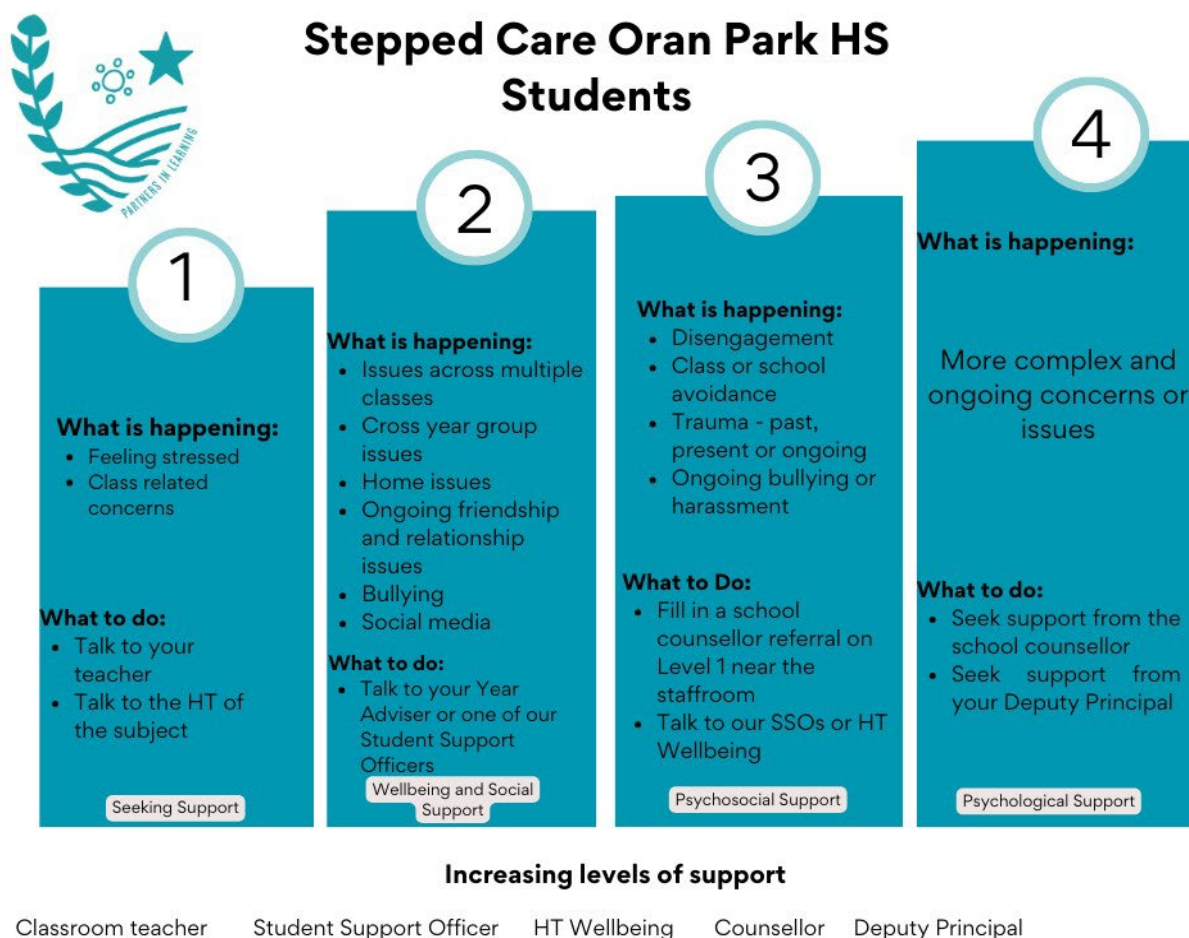 Stepped Care Oran Park HS
Students
PARTNERS IN LEARNING
1
What is happening:
• Feeling stressed
• Class related
concerns
What to do:
• Talk to your
teacher
• Talk to the HT of
the subject
Seeking Support
2
What is happening:
• Issues across multiple
classes
• Cross year group
issues
• Home issues
• Ongoing friendship
and relationship
issues
• Bullying
• Social media
What to do:
• Talk to your Year
Adviser or one of our
Student Support
Officers
Wellbeing and Social
Support
3
What is happening:
• Disengagement
• Class or school
avoidance
• Trauma - past,
present or ongoing
• Ongoing bullying or
harassment
What to Do:
• Fill in a school
counsellor referral on
Level 1 near the
staffroom
• Talk to our SSOs or HT
Wellbeing
Psychosocial Support
4
What is happening:
More complex and
ongoing concerns or
issues
What to do:
• Seek support from the
school counsellor
• Seek support from
your Deputy Principal
Psychological Support
Increasing levels of support
Classroom teacher Student Support Officer HT Wellbeing Counsellor Deputy Principal